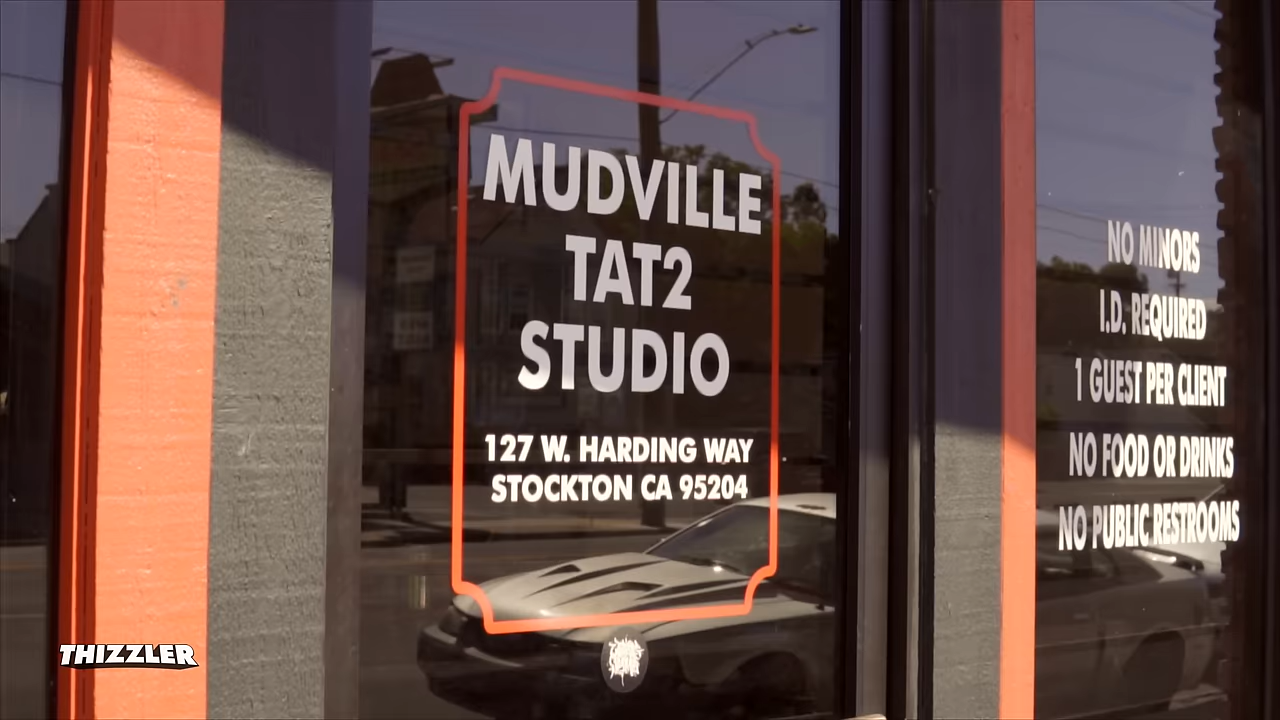 MUDVILLE
TAT2
STUDIO
127 W. HARDING WAY
STOCKTON CA 95204
NO MINORS
I.D. REQUIRED
1 GUEST PER CLIENT
NO FOOD OR DRINKS
NO PUBLIC RESTROOMS
THIZZLER